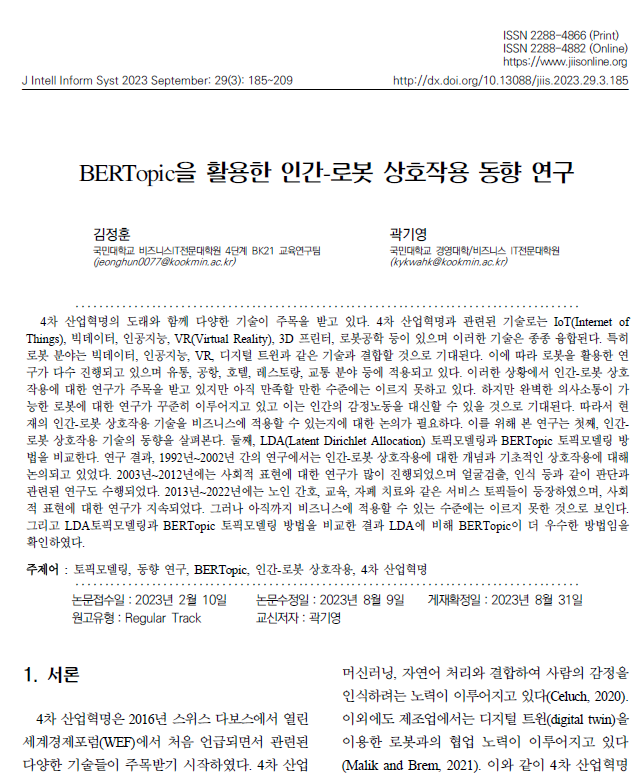 ISSN 2288-4866 (Print)
ISSN 2288-4882 (Online)
https://www.jiisonline.org
J Intell Inform Syst 2023 September: 29(3): 185~209
http://dx.doi.org/10.13088/jiis.2023.29.3.185
BERTopic을 활용한 인간-로봇 상호작용 동향 연구
김정훈
국민대학교 비즈니스IT전문대학원 4단계 BK21 교육연구팀
(jeonghun0077@kookmin.ac.kr)
곽기영
국민대학교 경영대학/비즈니스 IT전문대학원
(kykwahk@kookmin.ac.kr)
4차 산업혁명의 도래와 함께 다양한 기술이 주목을 받고 있다. 4차 산업혁명과 관련된 기술로는 IoT(Internet of
Things), 빅데이터, 인공지능, VR(Virtual Reality), 3D 프린터, 로봇공학 등이 있으며 이러한 기술은 종종 융합된다. 특히
로봇 분야는 빅데이터, 인공지능, VR, 디지털 트윈과 같은 기술과 결합할 것으로 기대된다. 이에 따라 로봇을 활용한 연
구가 다수 진행되고 있으며 유통, 공항, 호텔, 레스토랑, 교통 분야 등에 적용되고 있다. 이러한 상황에서 인간-로봇 상호
작용에 대한 연구가 주목을 받고 있지만 아직 만족할 만한 수준에는 이르지 못하고 있다. 하지만 완벽한 의사소통이 가
능한 로봇에 대한 연구가 꾸준히 이루어지고 있고 이는 인간의 감정노동을 대신할 수 있을 것으로 기대된다. 따라서 현
재의 인간-로봇 상호작용 기술을 비즈니스에 적용할 수 있는지에 대한 논의가 필요하다. 이를 위해 본 연구는 첫째, 인간-
로봇 상호작용 기술의 동향을 살펴본다. 둘째, LDA(Latent Dirichlet Allocation) 토픽모델링과 BERTopic 토픽모델링 방
법을 비교한다. 연구 결과, 1992년~2002년 간의 연구에서는 인간-로봇 상호작용에 대한 개념과 기초적인 상호작용에 대해
논의되고 있었다. 2003년~2012년에는 사회적 표현에 대한 연구가 많이 진행되었으며 얼굴검출, 인식 등과 같이 판단과
관련된 연구도 수행되었다. 2013년~2022년에는 노인 간호, 교육, 자폐 치료와 같은 서비스 토픽들이 등장하였으며, 사회
적 표현에 대한 연구가 지속되었다. 그러나 아직까지 비즈니스에 적용할 수 있는 수준에는 이르지 못한 것으로 보인다.
그리고 LDA토픽모델링과 BERTopic 토픽모델링 방법을 비교한 결과 LDA에 비해 BERTopic이 더 우수한 방법임을
확인하였다.
주제어 : 토픽모델링, 동향 연구, BERTopic, 인간-로봇 상호작용, 4차 산업혁명
논문접수일 : 2023년 2월 10일 논문수정일 : 2023년 8월 9일 게재확정일 : 2023년 8월 31일
원고유형 : Regular Track 교신저자 : 곽기영
1. 서론
4차 산업혁명은 2016년 스위스 다보스에서 열린
세계경제포럼(WEF)에서 처음 언급되면서 관련된
다양한 기술들이 주목받기 시작하였다. 4차 산업
머신러닝, 자연어 처리와 결합하여 사람의 감정을
인식하려는 노력이 이루어지고 있다(Celuch, 2020).
이외에도 제조업에서는 디지털 트윈(digital twin)을
이용한 로봇과의 협업 노력이 이루어지고 있다
(Malik and Brem, 2021). 이와 같이 4차 산업혁명